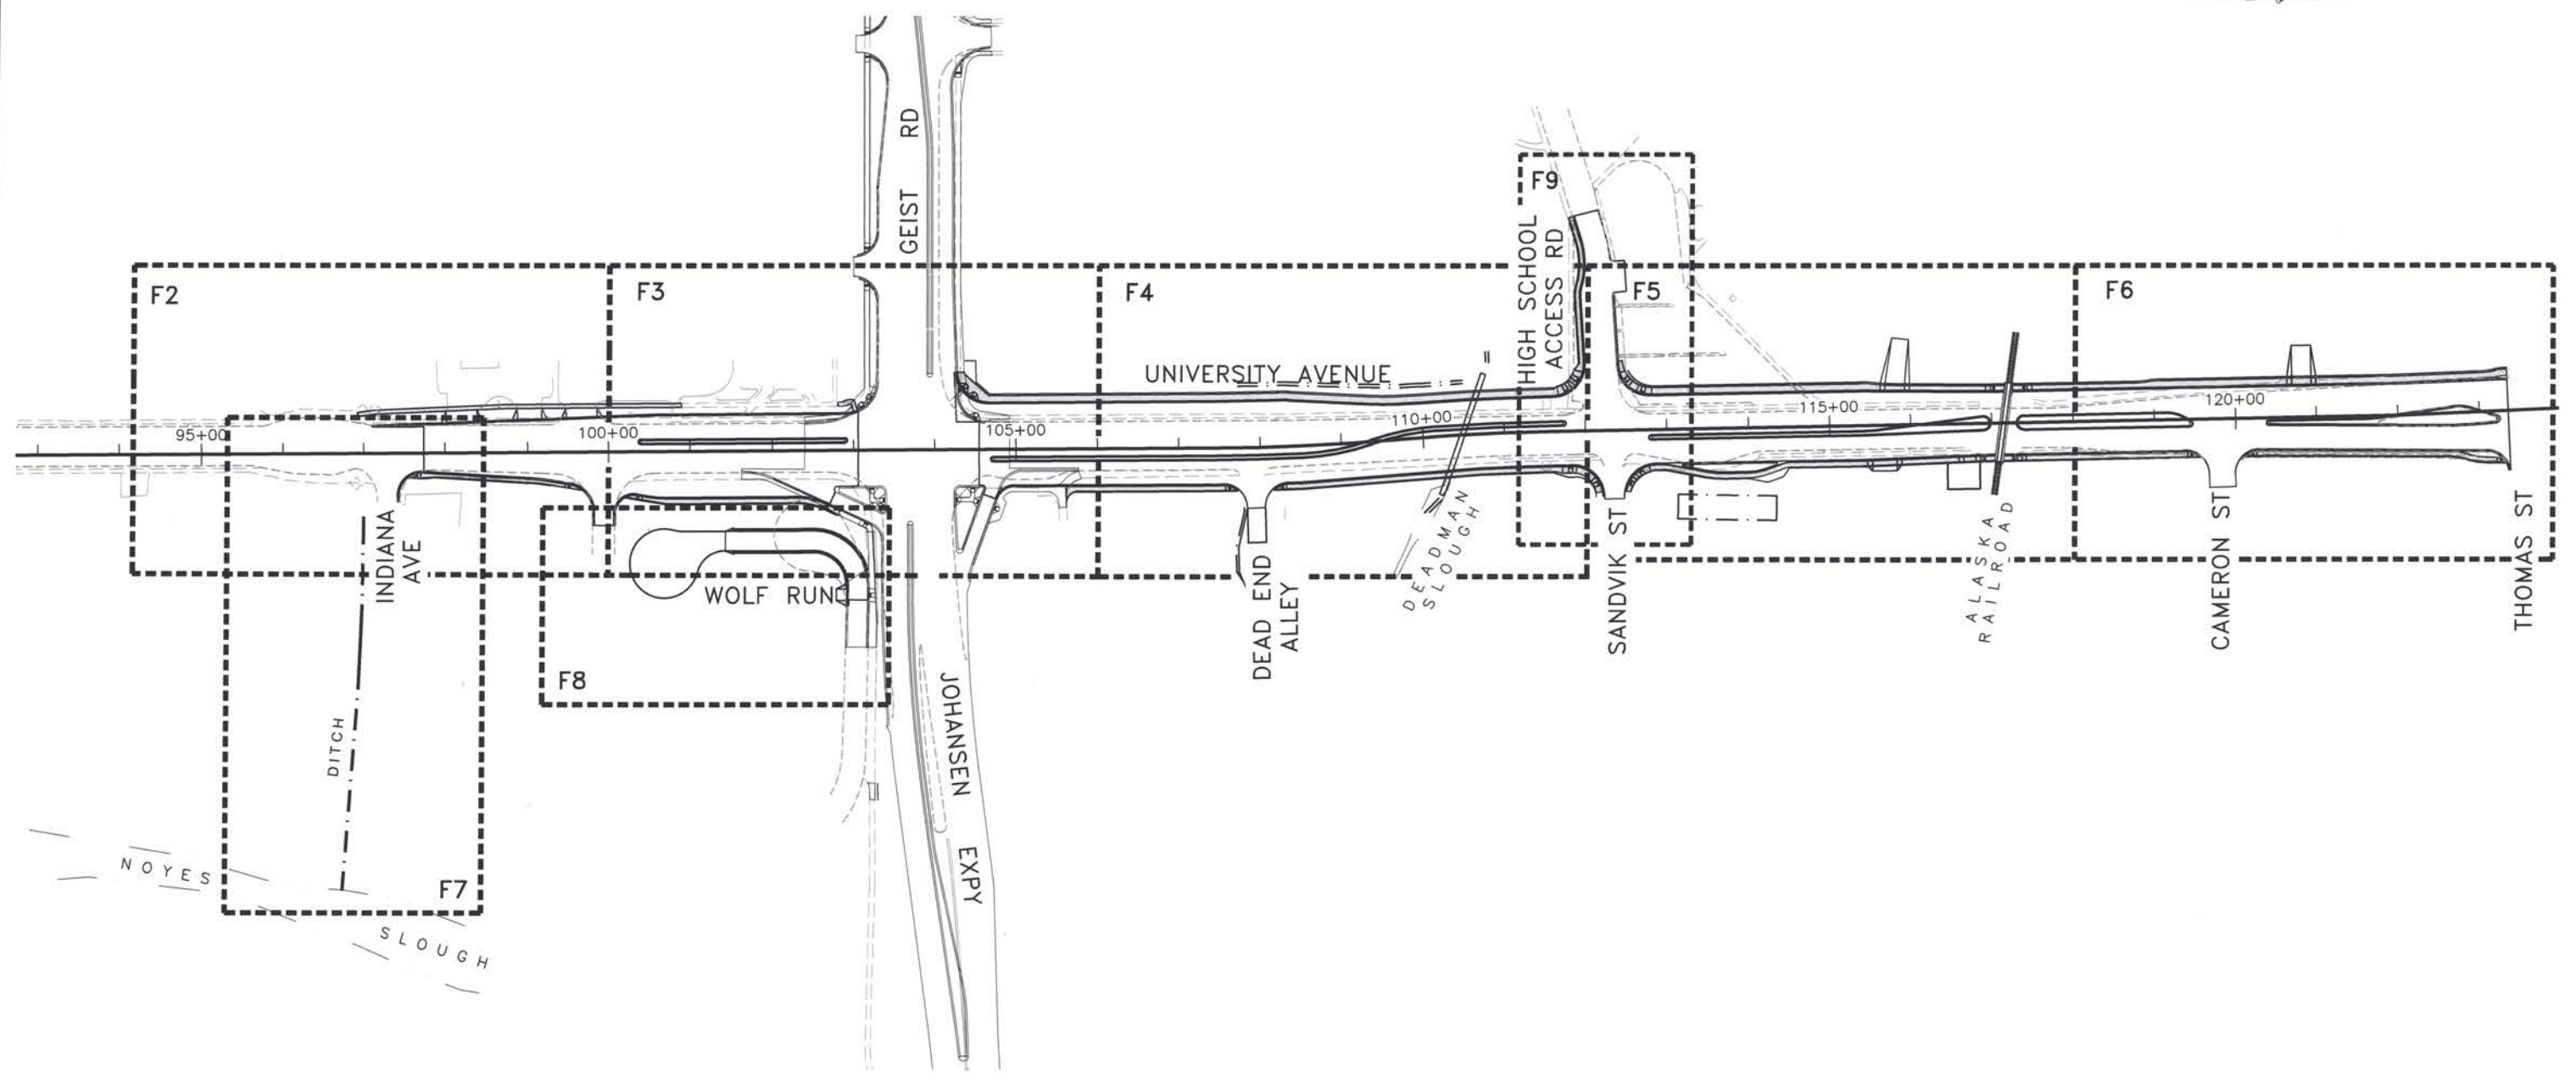 GEIST RD
F9
HIGH SCHOOL
ACCESS RD
F2
F3
F4
F5
F6
UNIVERSITY AVENUE
95+00
100+00
105+00
110+00
115+00
120+00
INDIANA
AVE
WOLF RUN
F8
DEAD END
ALLEY
DEADMAN
SLOUGH
SANDVIK ST
ALASKA
RAILROAD
CAMERON ST
THOMAS ST
DITCH
JOHANSEN EXPY
NOYES
SLOUGH
F7